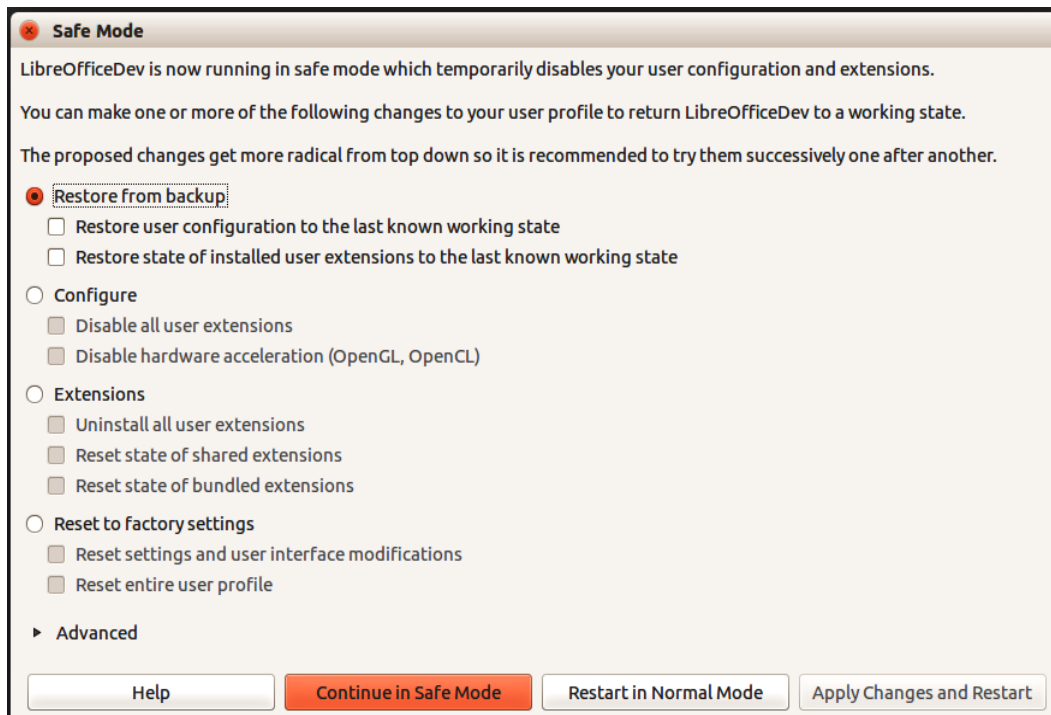 Safe Mode
LibreOfficeDev is now running in safe mode which temporarily disables your user configuration and extensions.
You can make one or more of the following changes to your user profile to return LibreOfficeDev to a working state.
The proposed changes get more radical from top down so it is recommended to try them successively one after another.
Restore from backup
Restore user configuration to the last known working state
Restore state of installed user extensions to the last known working state
Configure
Disable all user extensions
Disable hardware acceleration (OpenGL, OpenCL)
Extensions
Uninstall all user extensions
Reset state of shared extensions
Reset state of bundled extensions
Reset to factory settings
Reset settings and user interface modifications
Reset entire user profile
Advanced
Help Continue in Safe Mode Restart in Normal Mode Apply Changes and Restart